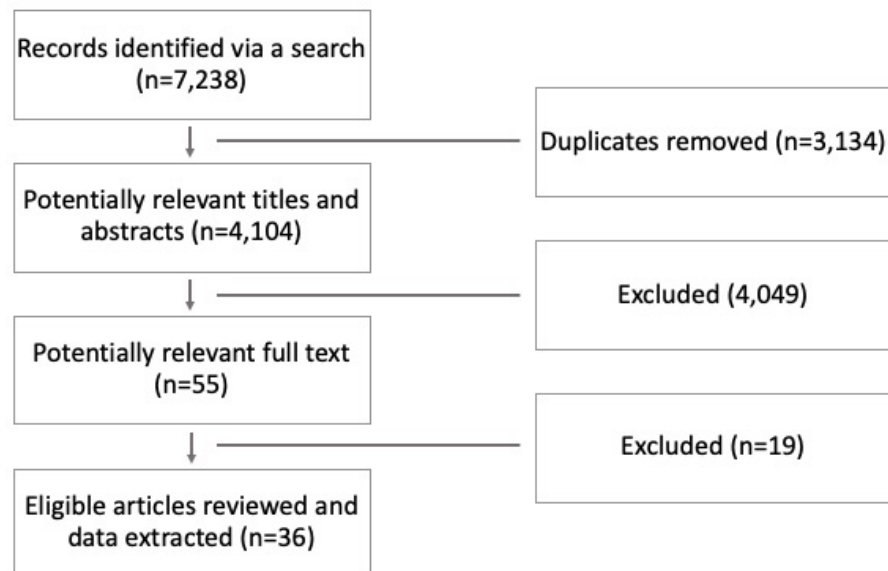 Records identified via a search
(n=7,238)
Duplicates removed (n=3,134)
Potentially relevant titles and
abstracts (n=4,104)
Excluded (4,049)
Potentially relevant full text
(n=55)
Excluded (n=19)
Eligible articles reviewed and
data extracted (n=36)